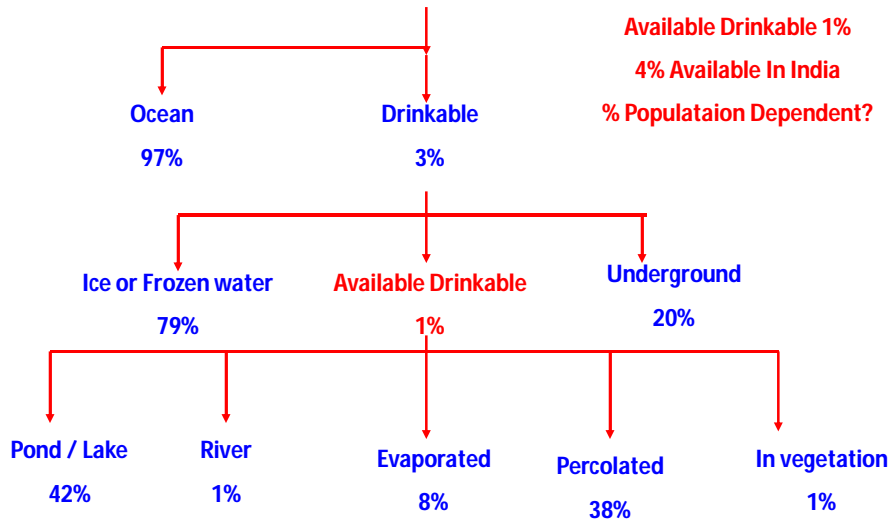 Available Drinkable 1%
4% Available In India
% Populataion Dependent?
Ocean
97%
Drinkable
3%
Ice or Frozen water
79%
Available Drinkable
1%
Underground
20%
Pond / Lake
42%
River
1%
Evaporated
8%
Percolated
38%
In vegetation
1%